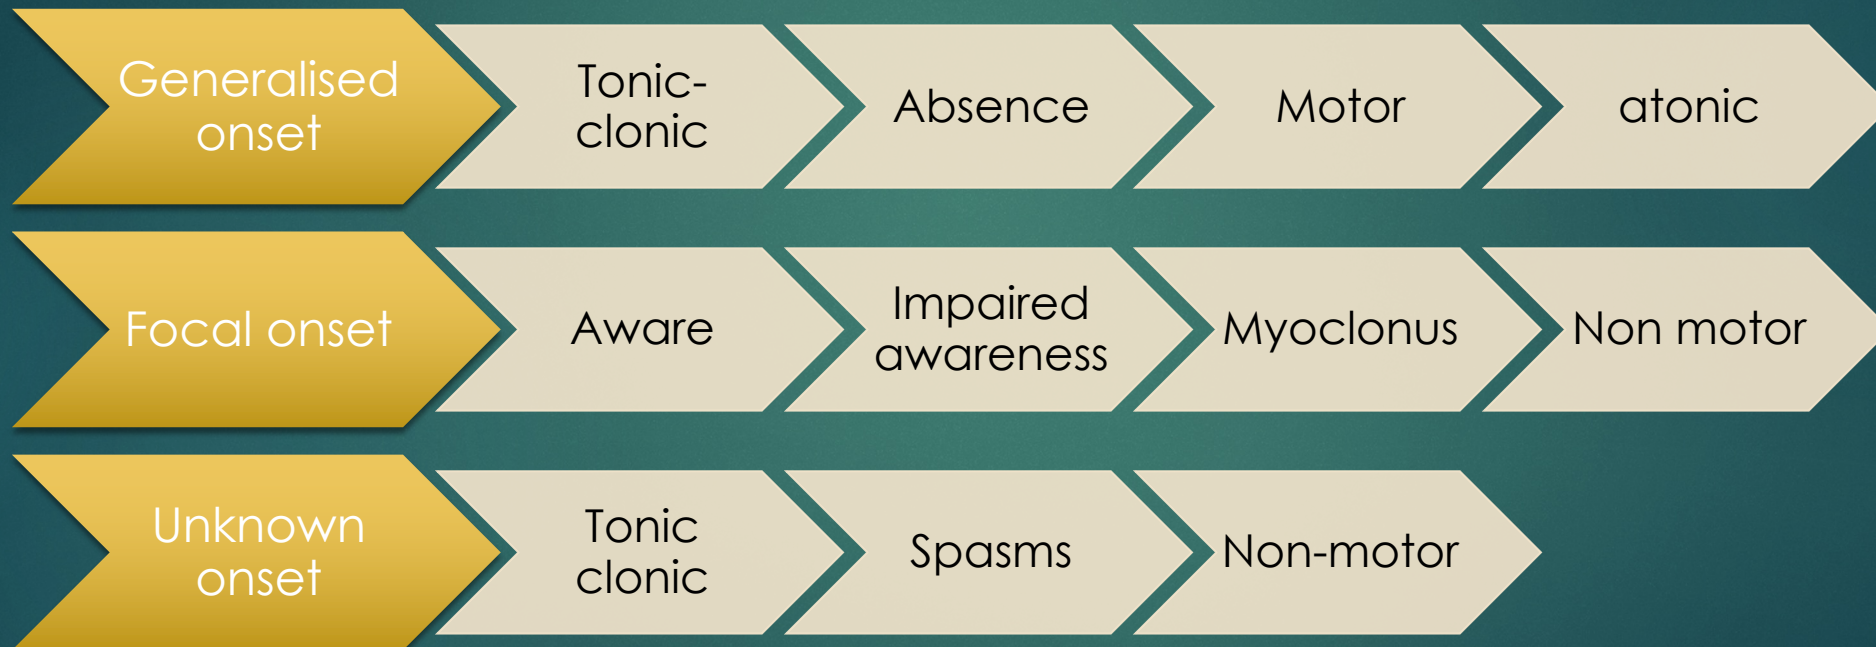 Generalised
onset
Tonic-
clonic
Absence
Motor
atonic
Focal onset
Aware
Impaired
awareness
Myoclonus
Non motor
Unknown
onset
Tonic
clonic
Spasms
Non-motor